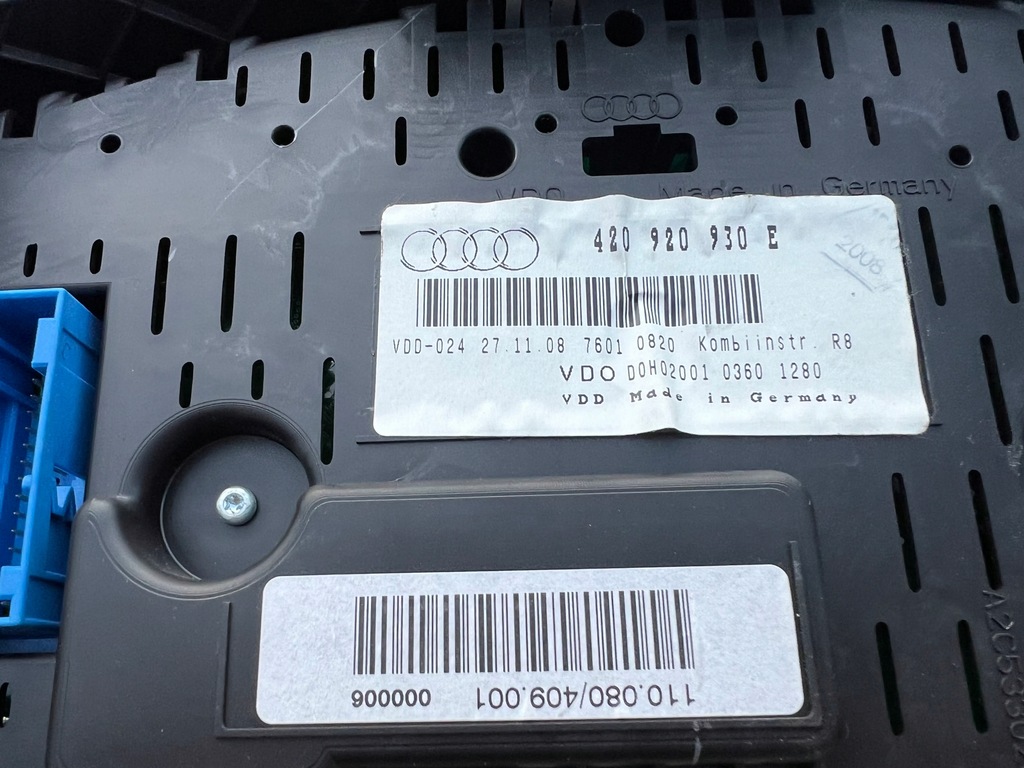 VDO Made in Germany
420 920 930 E
2008
VDD-024 27.11.08 7601 0820 Kombiinstr. R8
VDO D0H02001 0360 1280
VDD Made in Germany
110.080/409.001 000006